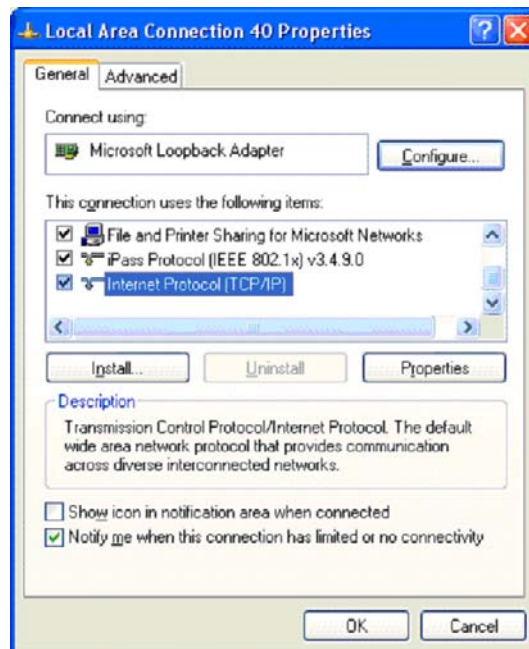 Local Area Connection 40 Properties
General Advanced
Connect using:
Microsoft Loopback Adapter
Configure...
This connection uses the following items:
File and Printer Sharing for Microsoft Networks
iPass Protocol (IEEE 802.1x) v3.4.9.0
Internet Protocol (TCP/IP)
Install... Uninstall Properties
Description
Transmission Control Protocol/Internet Protocol. The default
wide area network protocol that provides communication
across diverse interconnected networks.
Show icon in notification area when connected
Notify me when this connection has limited or no connectivity
OK Cancel